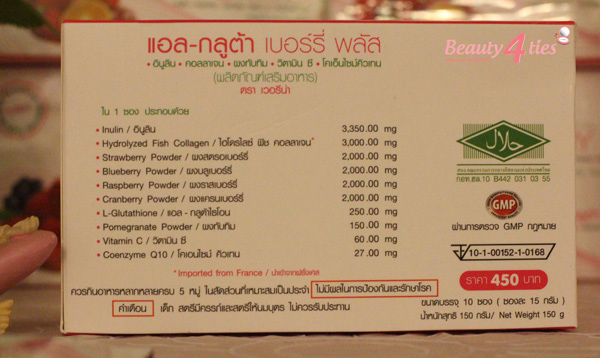 แอล-กลูต้า เบอร์รี่ พลัส
Beauty4ties
• อินูลิน • คอลลาเจน • ผงทับทิม • วิตามิน ซี • โคเอ็นไซม์คิวเทน
(ผลิตภัณฑ์เสริมอาหาร)
ตรา เวอรีน่า
ใน 1 ซอง ประกอบด้วย
• Inulin / อินูลิน 3,350.00 mg
• Hydrolyzed Fish Collagen / ไฮโดรไลซ์ ฟิช คอลลาเจน* 3,000.00 mg
• Strawberry Powder / ผงสตรอเบอร์รี่ 2,000.00 mg
• Blueberry Powder / ผงบลูเบอร์รี่ 2,000.00 mg
• Raspberry Powder / ผงราสเบอร์รี่ 2,000.00 mg
• Cranberry Powder / ผงแครนเบอร์รี่ 2,000.00 mg
• L-Glutathione / แอล - กลูต้าไธโอน 250.00 mg
• Pomegranate Powder / ผงทับทิม 150.00 mg
• Vitamin C / วิตามิน ซี 60.00 mg
• Coenzyme Q10 / โคเอนไซม์ คิวเทน 27.00 mg
* Imported from France / นำเข้าจากฝรั่งเศส
ควรกินอาหารหลากหลายครบ 5 หมู่ ในสัดส่วนที่เหมาะสมเป็นประจำ ไม่มีผลในการป้องกันและรักษาโรค
คำเตือน เด็ก สตรีมีครรภ์และสตรีให้นมบุตร ไม่ควรรับประทาน
حلال
กอท.ฮล.10 B442 031 03 55
GMP
ผ่านการตรวจ GMP กฎหมาย
10-1-00152-1-0168
ราคา 450 บาท
ขนาดบรรจุ 10 ซอง ( ซองละ 15 กรัม )
น้ำหนักสุทธิ 150 กรัม/ Net Weight 150 g